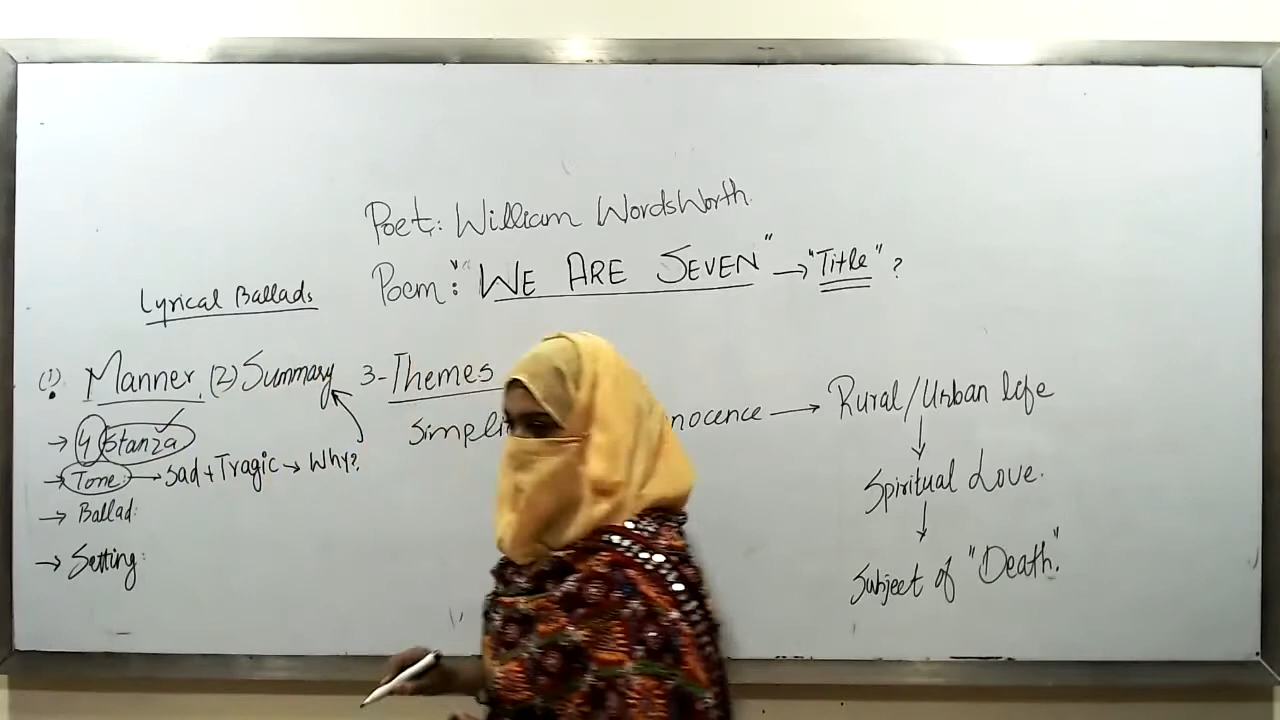 Poet: William WordsWorth.
Poem: "WE ARE SEVEN" → "Title" ?
Lyrical Ballads
(1) Manner. (2) Summary 3-Themes
→ 4 Stanza ✓
→ Tone: → Sad + Tragic → Why?
→ Ballad:
→ Setting:
Simpli nocence → Rural/Urban life
↓
Spiritual Love.
↓
Subject of "Death."